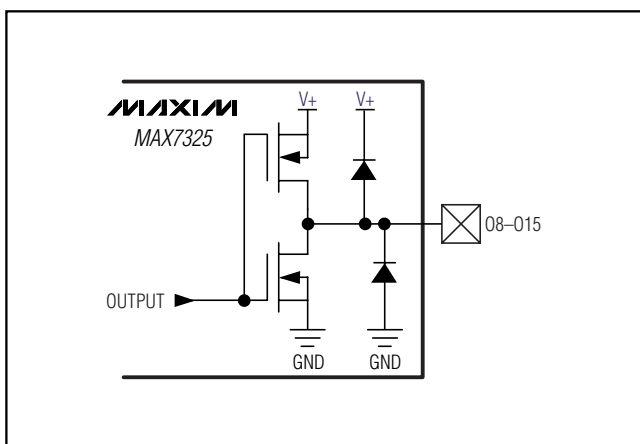 MAXIM
MAX7325
V+
V+
O8–O15
OUTPUT
GND
GND